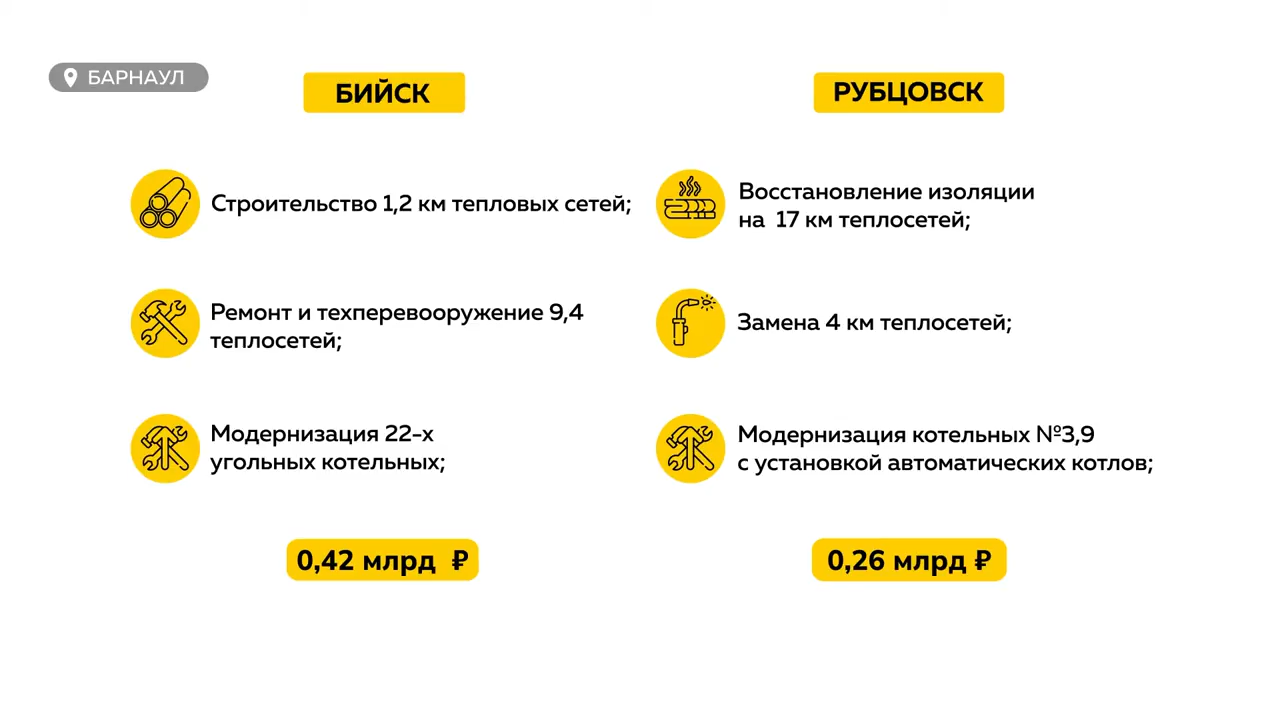 БАРНАУЛ
БИЙСК
Строительство 1,2 км тепловых сетей;
Ремонт и техперевооружение 9,4
теплосетей;
Модернизация 22-х
угольных котельных;
0,42 млрд ₽
РУБЦОВСК
Восстановление изоляции
на 17 км теплосетей;
Замена 4 км теплосетей;
Модернизация котельных №3,9
с установкой автоматических котлов;
0,26 млрд ₽